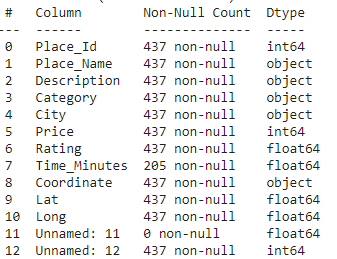 #   Column        Non-Null Count  Dtype
---  ------        --------------  -----
0   Place_Id      437 non-null    int64
1   Place_Name    437 non-null    object
2   Description   437 non-null    object
3   Category      437 non-null    object
4   City          437 non-null    object
5   Price         437 non-null    int64
6   Rating        437 non-null    float64
7   Time_Minutes  205 non-null    float64
8   Coordinate    437 non-null    object
9   Lat           437 non-null    float64
10  Long          437 non-null    float64
11  Unnamed: 11   0 non-null      float64
12  Unnamed: 12   437 non-null    int64